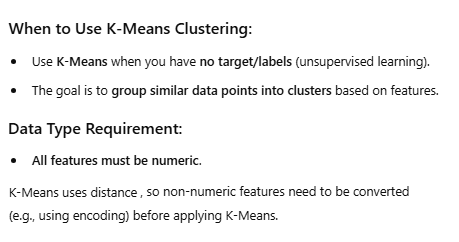 When to Use K-Means Clustering:
• Use K-Means when you have no target/labels (unsupervised learning).
• The goal is to group similar data points into clusters based on features.
Data Type Requirement:
• All features must be numeric.
K-Means uses distance , so non-numeric features need to be converted
(e.g., using encoding) before applying K-Means.